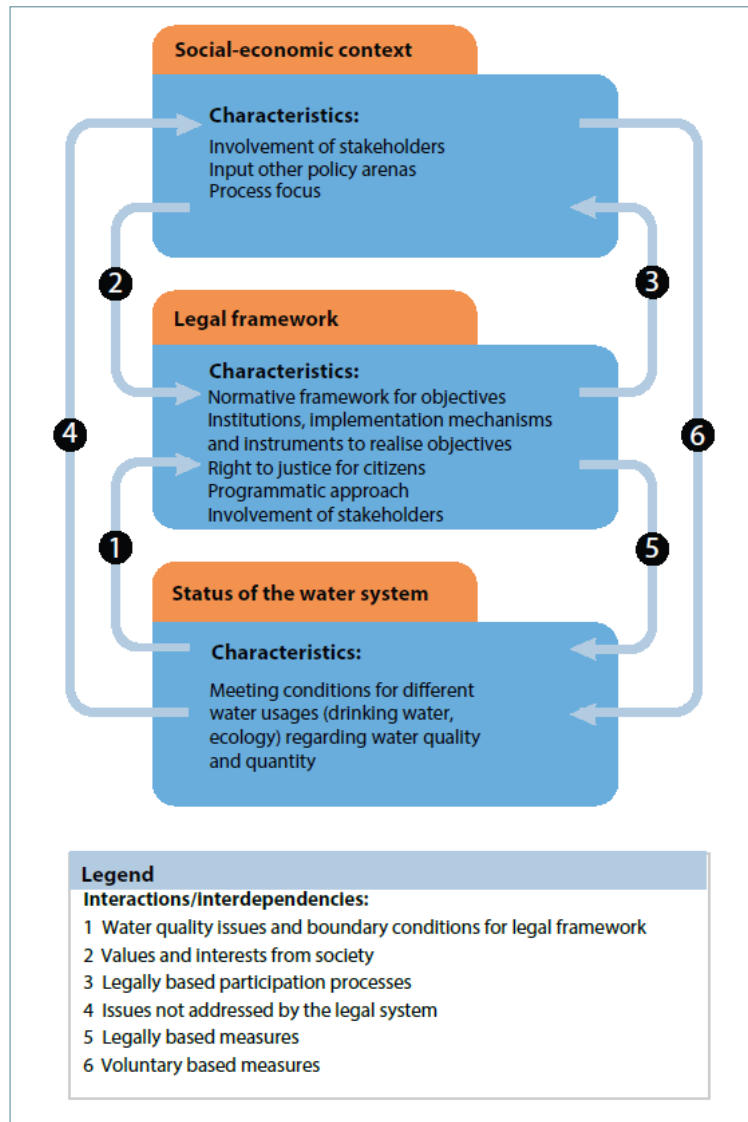 Social-economic context
Characteristics:
Involvement of stakeholders
Input other policy arenas
Process focus
2
3
Legal framework
Characteristics:
Normative framework for objectives
Institutions, implementation mechanisms
and instruments to realise objectives
Right to justice for citizens
Programmatic approach
Involvement of stakeholders
4
6
1
5
Status of the water system
Characteristics:
Meeting conditions for different
water usages (drinking water,
ecology) regarding water quality
and quantity
Legend
Interactions/interdependencies:
1 Water quality issues and boundary conditions for legal framework
2 Values and interests from society
3 Legally based participation processes
4 Issues not addressed by the legal system
5 Legally based measures
6 Voluntary based measures